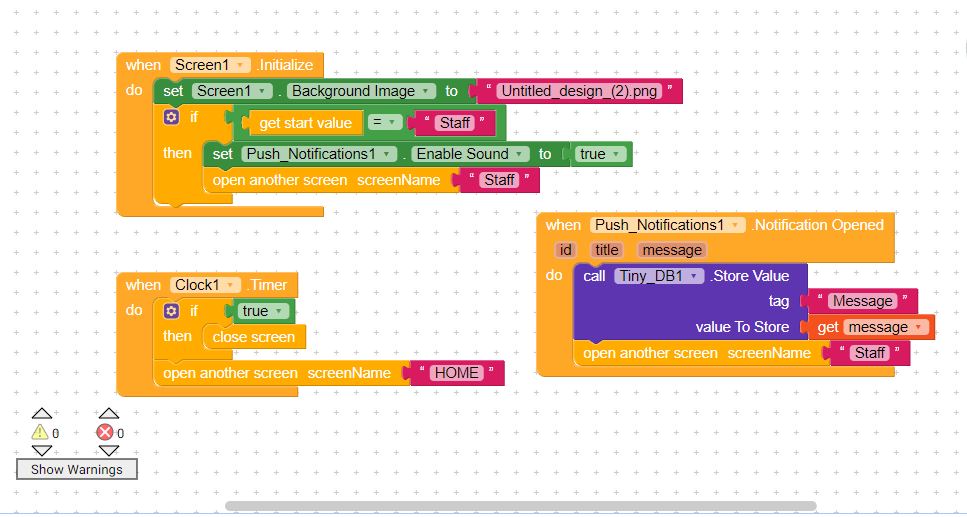 when Screen1 .Initialize
do set Screen1 . Background Image to “ Untitled_design_(2).png ”
if get start value = “ Staff ”
then set Push_Notifications1 . Enable Sound to true
open another screen screenName “ Staff ”
when Push_Notifications1 .Notification Opened
id title message
do call Tiny_DB1 .Store Value
tag “ Message ”
value To Store get message
open another screen screenName “ Staff ”
when Clock1 .Timer
do if true
then close screen
open another screen screenName “ HOME ”
0 0
Show Warnings